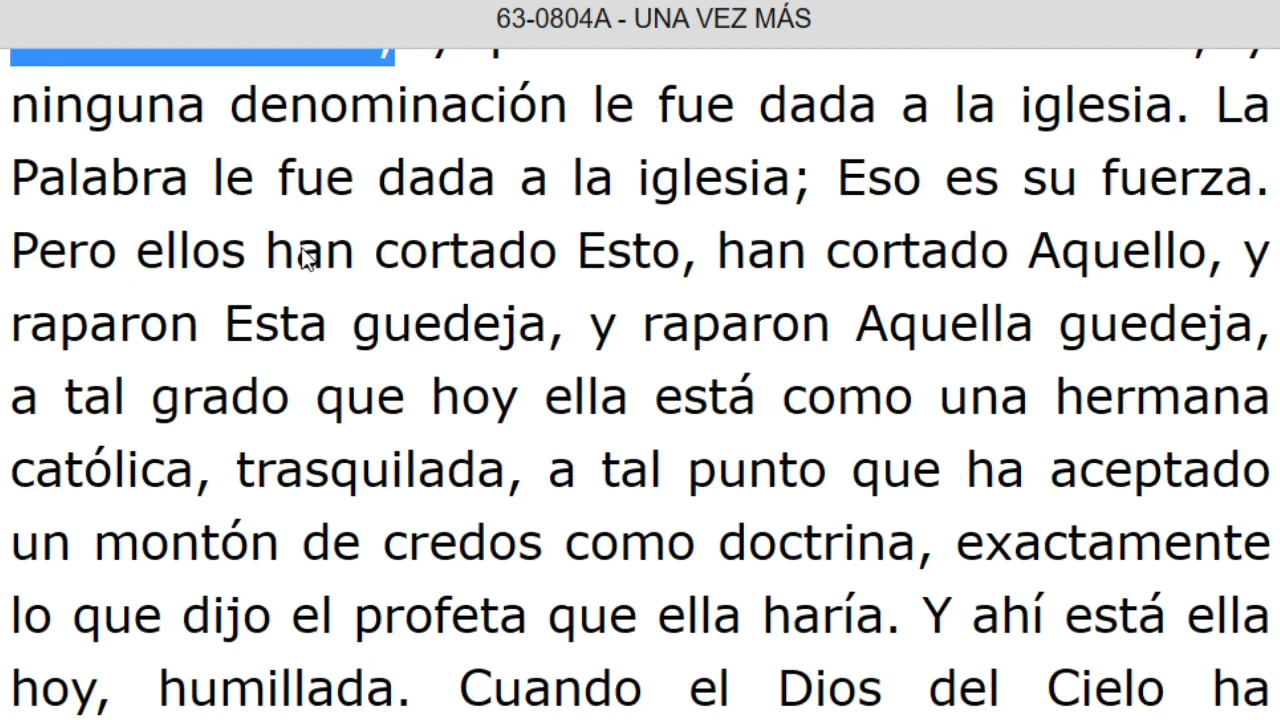 63-0804A - UNA VEZ MÁS
ninguna denominación le fue dada a la iglesia. La
Palabra le fue dada a la iglesia; Eso es su fuerza.
Pero ellos han cortado Esto, han cortado Aquello, y
raparon Esta guedeja, y raparon Aquella guedeja,
a tal grado que hoy ella está como una hermana
católica, trasquilada, a tal punto que ha aceptado
un montón de credos como doctrina, exactamente
lo que dijo el profeta que ella haría. Y ahí está ella
hoy, humillada. Cuando el Dios del Cielo ha